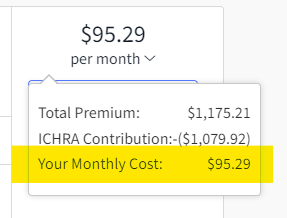 $95.29
per month
Total Premium: $1,175.21
ICHRA Contribution:-($1,079.92)
Your Monthly Cost: $95.29